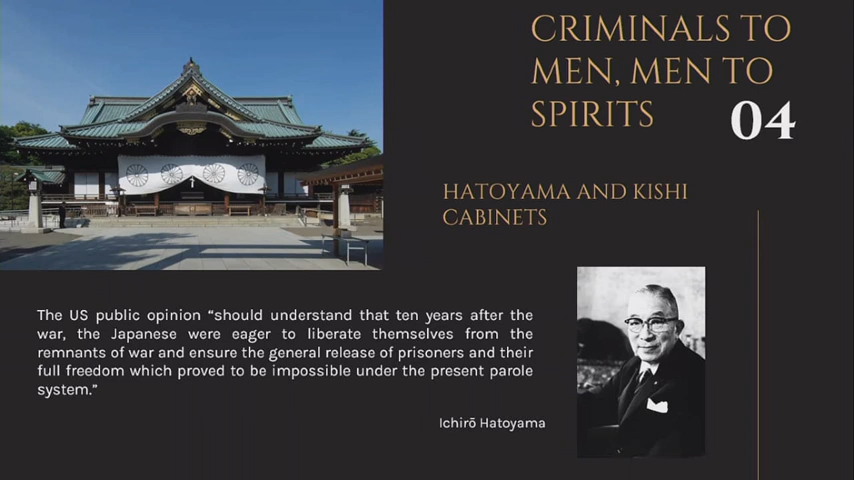 CRIMINALS TO
MEN, MEN TO
SPIRITS
04
HATOYAMA AND KISHI
CABINETS
The US public opinion “should understand that ten years after the
war, the Japanese were eager to liberate themselves from the
remnants of war and ensure the general release of prisoners and their
full freedom which proved to be impossible under the present parole
system.”
Ichirō Hatoyama